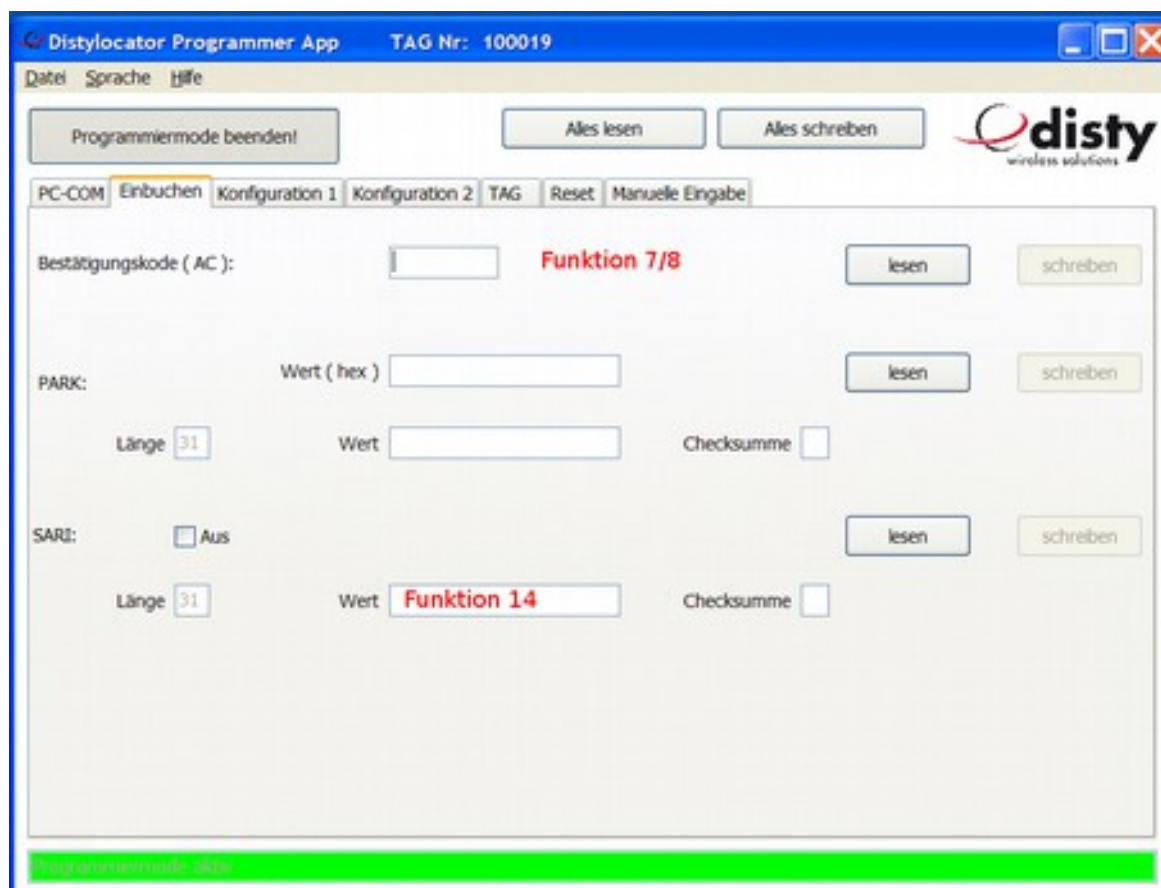 Distylocator Programmer App TAG Nr: 100019
Datei Sprache Hilfe
Programmiermode beenden! Alles lesen Alles schreiben disty
wireless solutions
PC-COM Einbuchen Konfiguration 1 Konfiguration 2 TAG Reset Manuelle Eingabe
Bestätigungskode ( AC ): Funktion 7/8 lesen schreiben
PARK: Wert ( hex ) lesen schreiben
Länge 31 Wert Checksumme
SARI: Aus lesen schreiben
Länge 31 Wert Funktion 14 Checksumme
Programmiermode aktiv